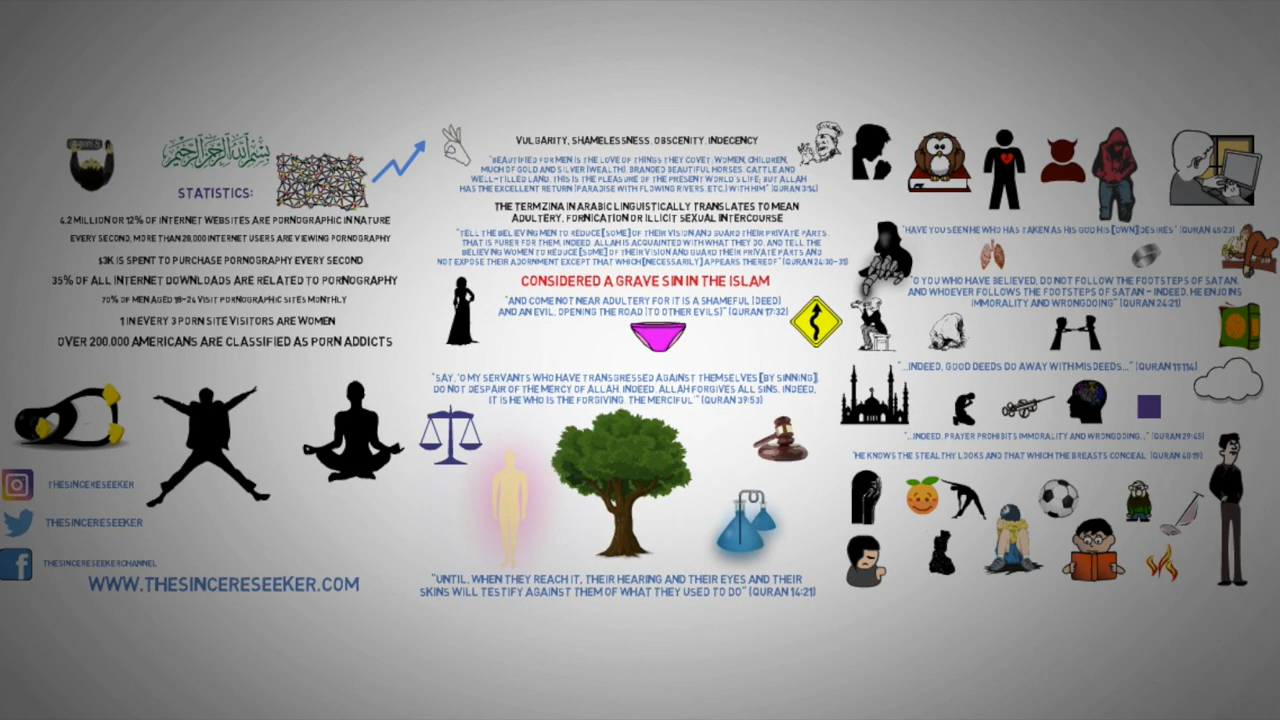 بسم الله الرحمن الرحيم
STATISTICS:
4.2 MILLION OR 12% OF INTERNET WEBSITES ARE PORNOGRAPHIC IN NATURE
EVERY SECOND, MORE THAN 28,000 INTERNET USERS ARE VIEWING PORNOGRAPHY
$3K IS SPENT TO PURCHASE PORNOGRAPHY EVERY SECOND
35% OF ALL INTERNET DOWNLOADS ARE RELATED TO PORNOGRAPHY
70% OF MEN AGED 18-24 VISIT PORNOGRAPHIC SITES MONTHLY
1 IN EVERY 3 PORN SITE VISITORS ARE WOMEN
OVER 200,000 AMERICANS ARE CLASSIFIED AS PORN ADDICTS
THESINCERESEEKER
THESINCERESEEKER
THESINCERESEEKERCHANNEL
WWW.THESINCERESEEKER.COM
VULGARITY, SHAMELESSNESS, OBSCENITY, INDECENCY
"BEAUTIFIED FOR MEN IS THE LOVE OF THINGS THEY COVET; WOMEN, CHILDREN,
MUCH OF GOLD AND SILVER (WEALTH), BRANDED BEAUTIFUL HORSES, CATTLE AND
WELL-TILLED LAND. THIS IS THE PLEASURE OF THE PRESENT WORLD'S LIFE; BUT ALLAH
HAS THE EXCELLENT RETURN (PARADISE WITH FLOWING RIVERS, ETC.) WITH HIM" (QURAN 3:14)
THE TERM ZINA IN ARABIC LINGUISTICALLY TRANSLATES TO MEAN
ADULTERY, FORNICATION OR ILLICIT SEXUAL INTERCOURSE
"TELL THE BELIEVING MEN TO REDUCE [SOME] OF THEIR VISION AND GUARD THEIR PRIVATE PARTS.
THAT IS PURER FOR THEM. INDEED, ALLAH IS ACQUAINTED WITH WHAT THEY DO. AND TELL THE
BELIEVING WOMEN TO REDUCE [SOME] OF THEIR VISION AND GUARD THEIR PRIVATE PARTS AND
NOT EXPOSE THEIR ADORNMENT EXCEPT THAT WHICH [NECESSARILY] APPEARS THEREOF" (QURAN 24:30-31)
CONSIDERED A GRAVE SIN IN THE ISLAM
"AND COME NOT NEAR ADULTERY FOR IT IS A SHAMEFUL (DEED)
AND AN EVIL, OPENING THE ROAD (TO OTHER EVILS)" (QURAN 17:32)
"SAY, 'O MY SERVANTS WHO HAVE TRANSGRESSED AGAINST THEMSELVES [BY SINNING],
DO NOT DESPAIR OF THE MERCY OF ALLAH. INDEED, ALLAH FORGIVES ALL SINS. INDEED,
IT IS HE WHO IS THE FORGIVING, THE MERCIFUL'" (QURAN 39:53)
"UNTIL, WHEN THEY REACH IT, THEIR HEARING AND THEIR EYES AND THEIR
SKINS WILL TESTIFY AGAINST THEM OF WHAT THEY USED TO DO" (QURAN 14:21)
"HAVE YOU SEEN HE WHO HAS TAKEN AS HIS GOD HIS [OWN] DESIRES" (QURAN 45:23)
"O YOU WHO HAVE BELIEVED, DO NOT FOLLOW THE FOOTSTEPS OF SATAN.
AND WHOEVER FOLLOWS THE FOOTSTEPS OF SATAN – INDEED, HE ENJOINS
IMMORALITY AND WRONGDOING" (QURAN 24:21)
"...INDEED, GOOD DEEDS DO AWAY WITH MISDEEDS..." (QURAN 11:114)
"...INDEED, PRAYER PROHIBITS IMMORALITY AND WRONGDOING..." (QURAN 29:45)
"HE KNOWS THE STEALTHY LOOKS AND THAT WHICH THE BREASTS CONCEAL (QURAN 40:19)